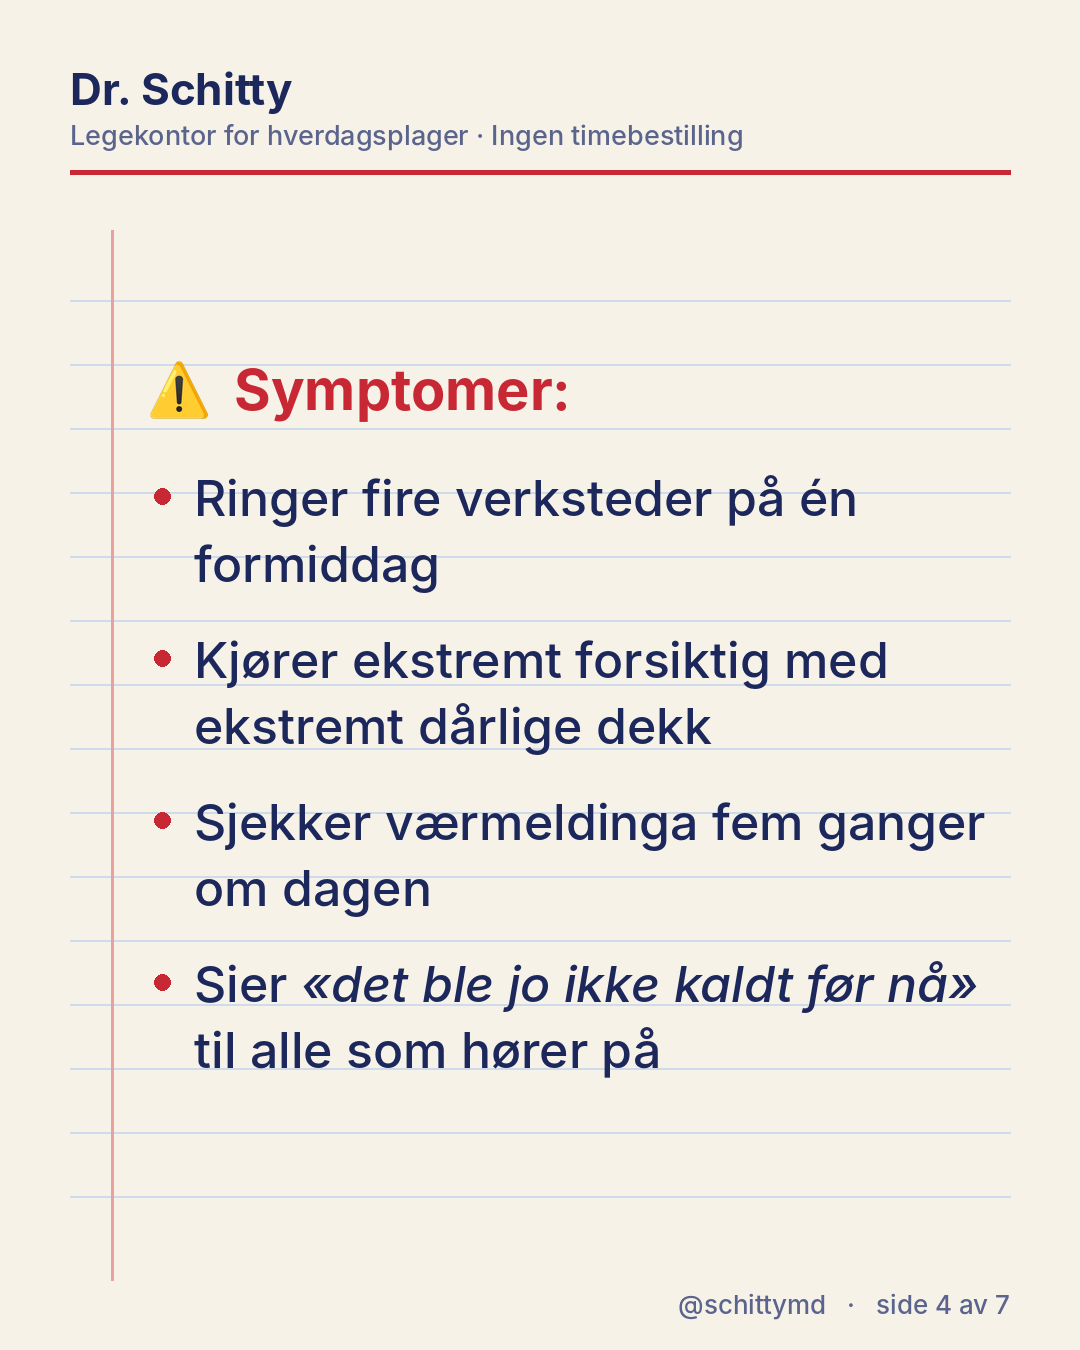 Dr. Schitty
Legekontor for hverdagsplager · Ingen timebestilling
⚠️ Symptomer:
• Ringer fire verksteder på én
formiddag
• Kjører ekstremt forsiktig med
ekstremt dårlige dekk
• Sjekker værmeldinga fem ganger
om dagen
• Sier «det ble jo ikke kaldt før nå»
til alle som hører på
@schittymd · side 4 av 7